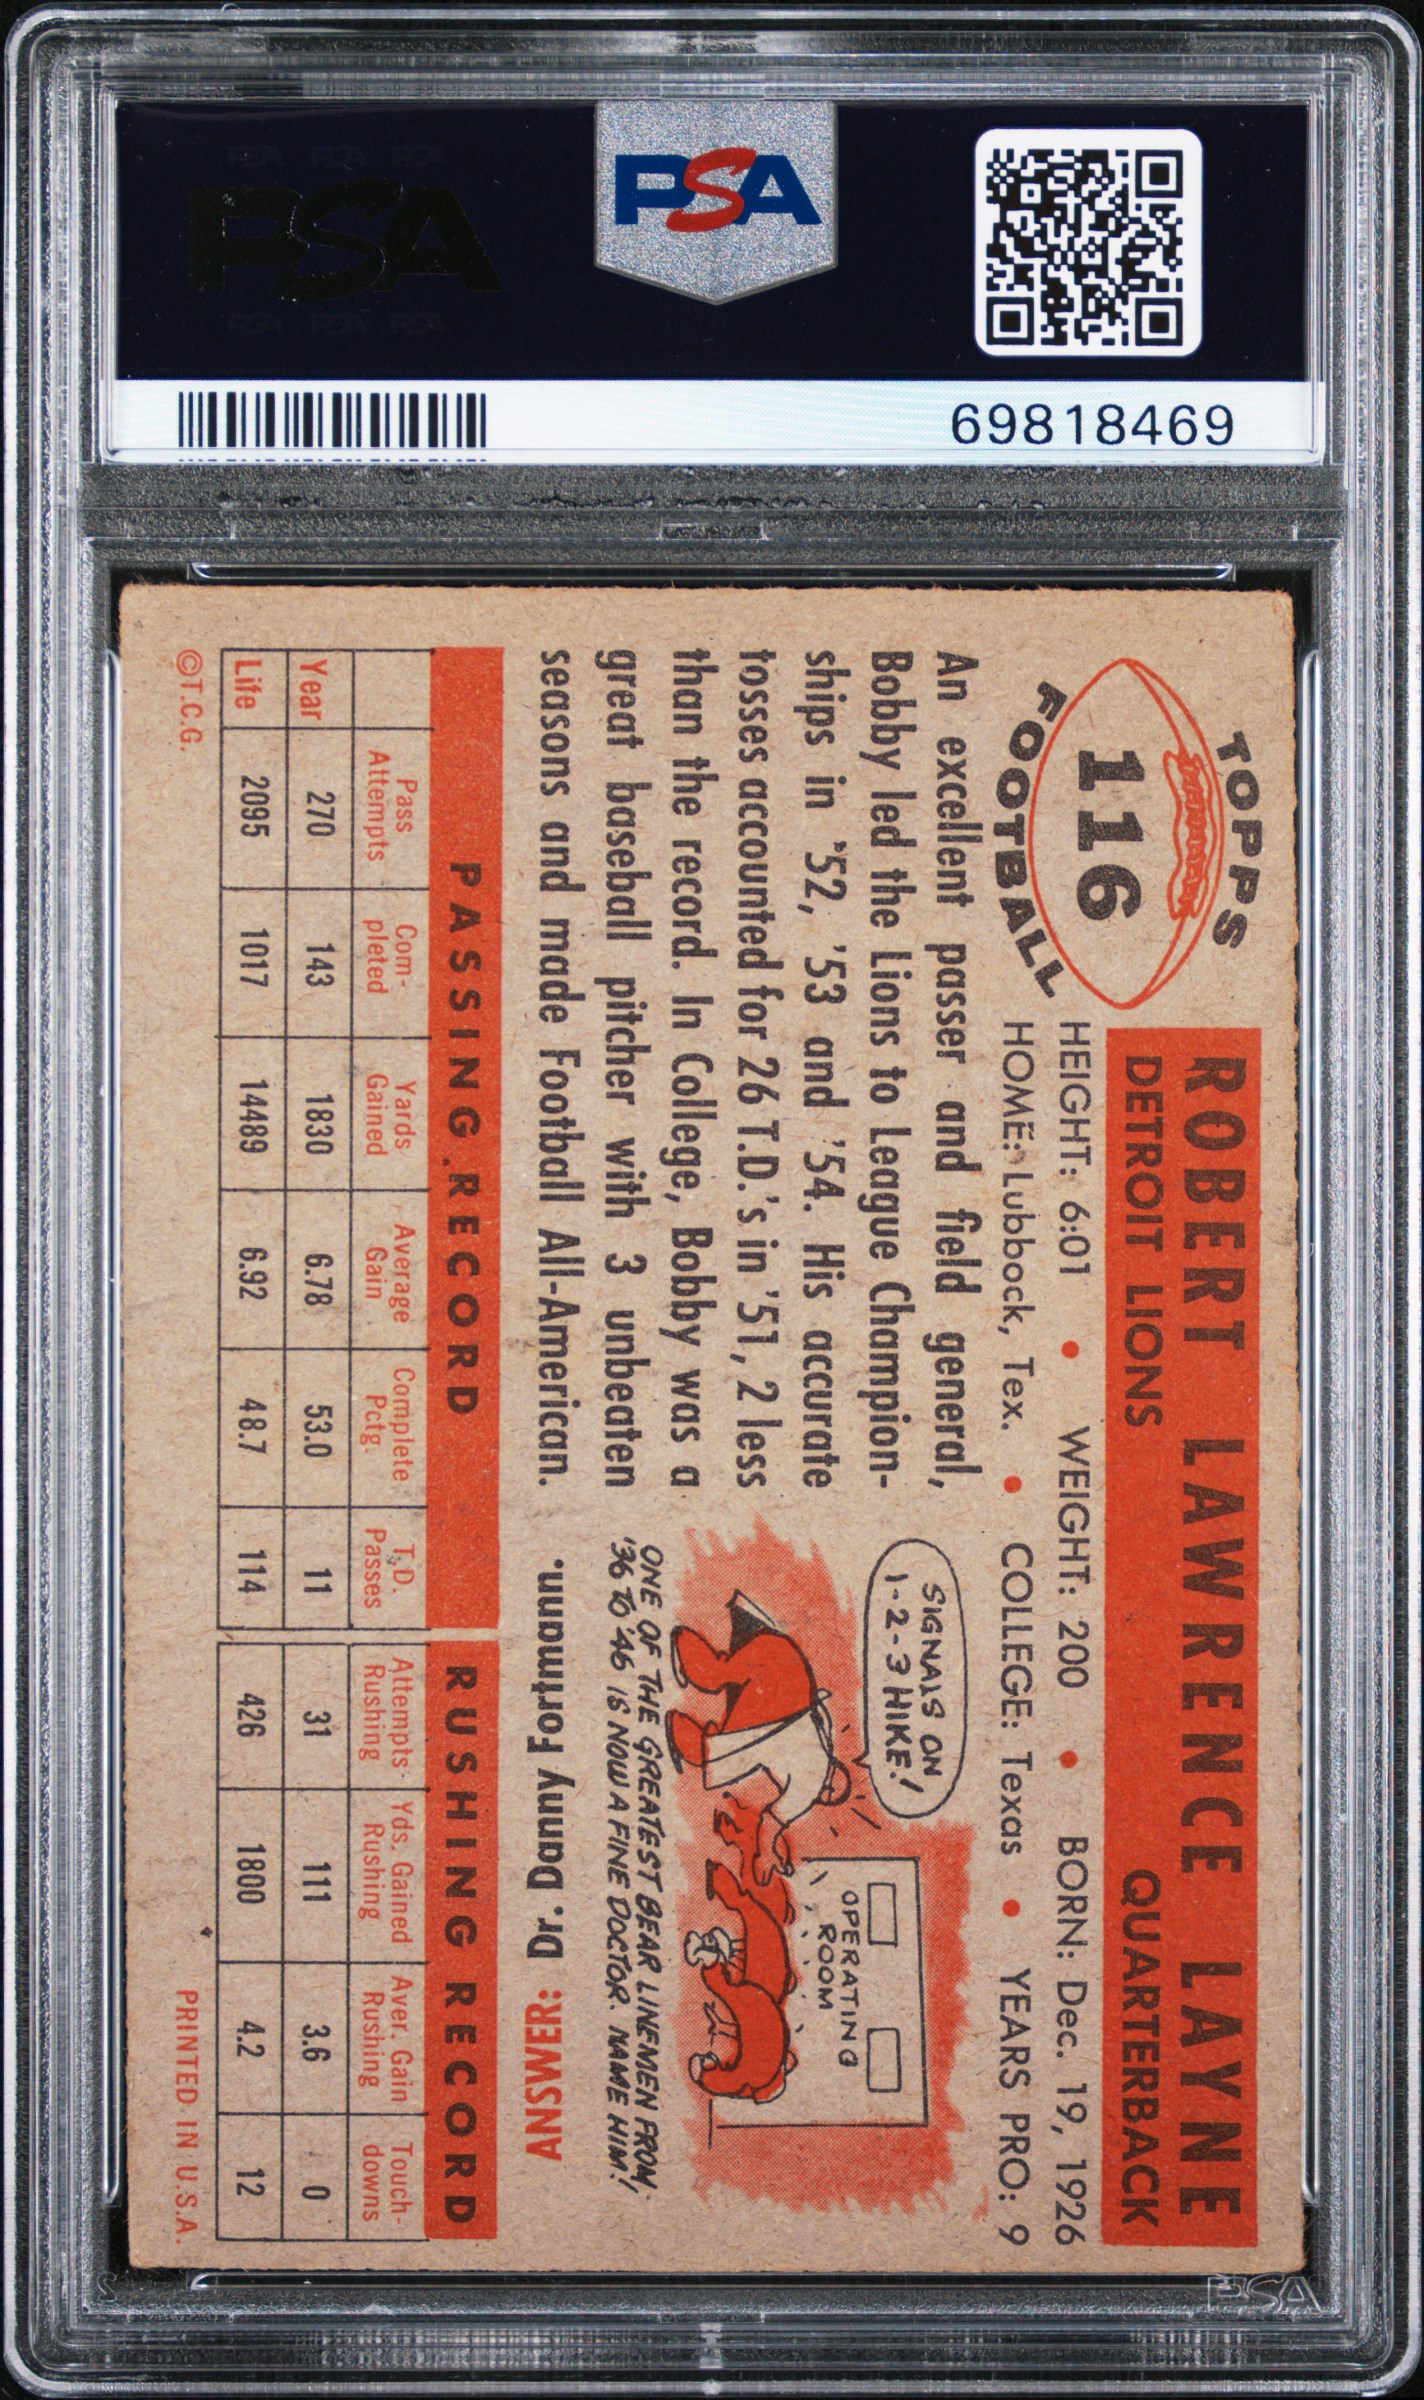 PSA
PSA
69818469
TOPPS
116
FOOTBALL
ROBERT LAWRENCE LAYNE
DETROIT LIONS QUARTERBACK
HEIGHT: 6:01 • WEIGHT: 200 • BORN: Dec. 19, 1926
HOME: Lubbock, Tex. • COLLEGE: Texas • YEARS PRO: 9
An excellent passer and field general,
Bobby led the Lions to League Champion-
ships in '52, '53 and '54. His accurate
tosses accounted for 26 T.D.'s in '51, 2 less
than the record. In College, Bobby was a
great baseball pitcher with 3 unbeaten
seasons and made Football All-American.
SIGNALS ON
1-2-3 HIKE!
OPERATING
ROOM
ONE OF THE GREATEST BEAR LINEMEN FROM
'36 TO '46 IS NOW A FINE DOCTOR. NAME HIM!
ANSWER: Dr. Danny Fortmann.
PASSING RECORD RUSHING RECORD
Pass Com- Yards Average Complete T.D. Attempts Yds. Gained Aver. Gain Touch-
Attempts pleted Gained Gain Pctg. Passes Rushing Rushing Rushing downs
Year 270 143 1830 6.78 53.0 11 31 111 3.6 0
Life 2095 1017 14489 6.92 48.7 114 426 1800 4.2 12
©T.C.G. PRINTED IN U.S.A.
PSA